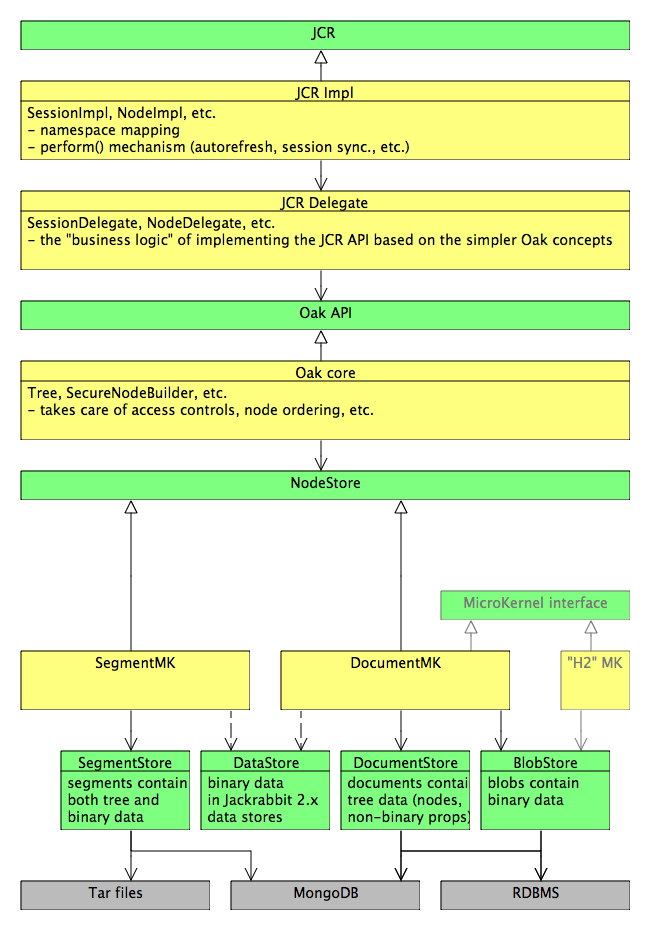 JCR
JCR Impl
SessionImpl, NodeImpl, etc.
- namespace mapping
- perform() mechanism (autorefresh, session sync., etc.)
JCR Delegate
SessionDelegate, NodeDelegate, etc.
- the "business logic" of implementing the JCR API based on the simpler Oak concepts
Oak API
Oak core
Tree, SecureNodeBuilder, etc.
- takes care of access controls, node ordering, etc.
NodeStore
MicroKernel interface
SegmentMK
DocumentMK
"H2" MK
SegmentStore
segments contain
both tree and
binary data
DataStore
binary data
in Jackrabbit 2.x
data stores
DocumentStore
documents contai
tree data (nodes,
non-binary props)
BlobStore
blobs contain
binary data
Tar files
MongoDB
RDBMS